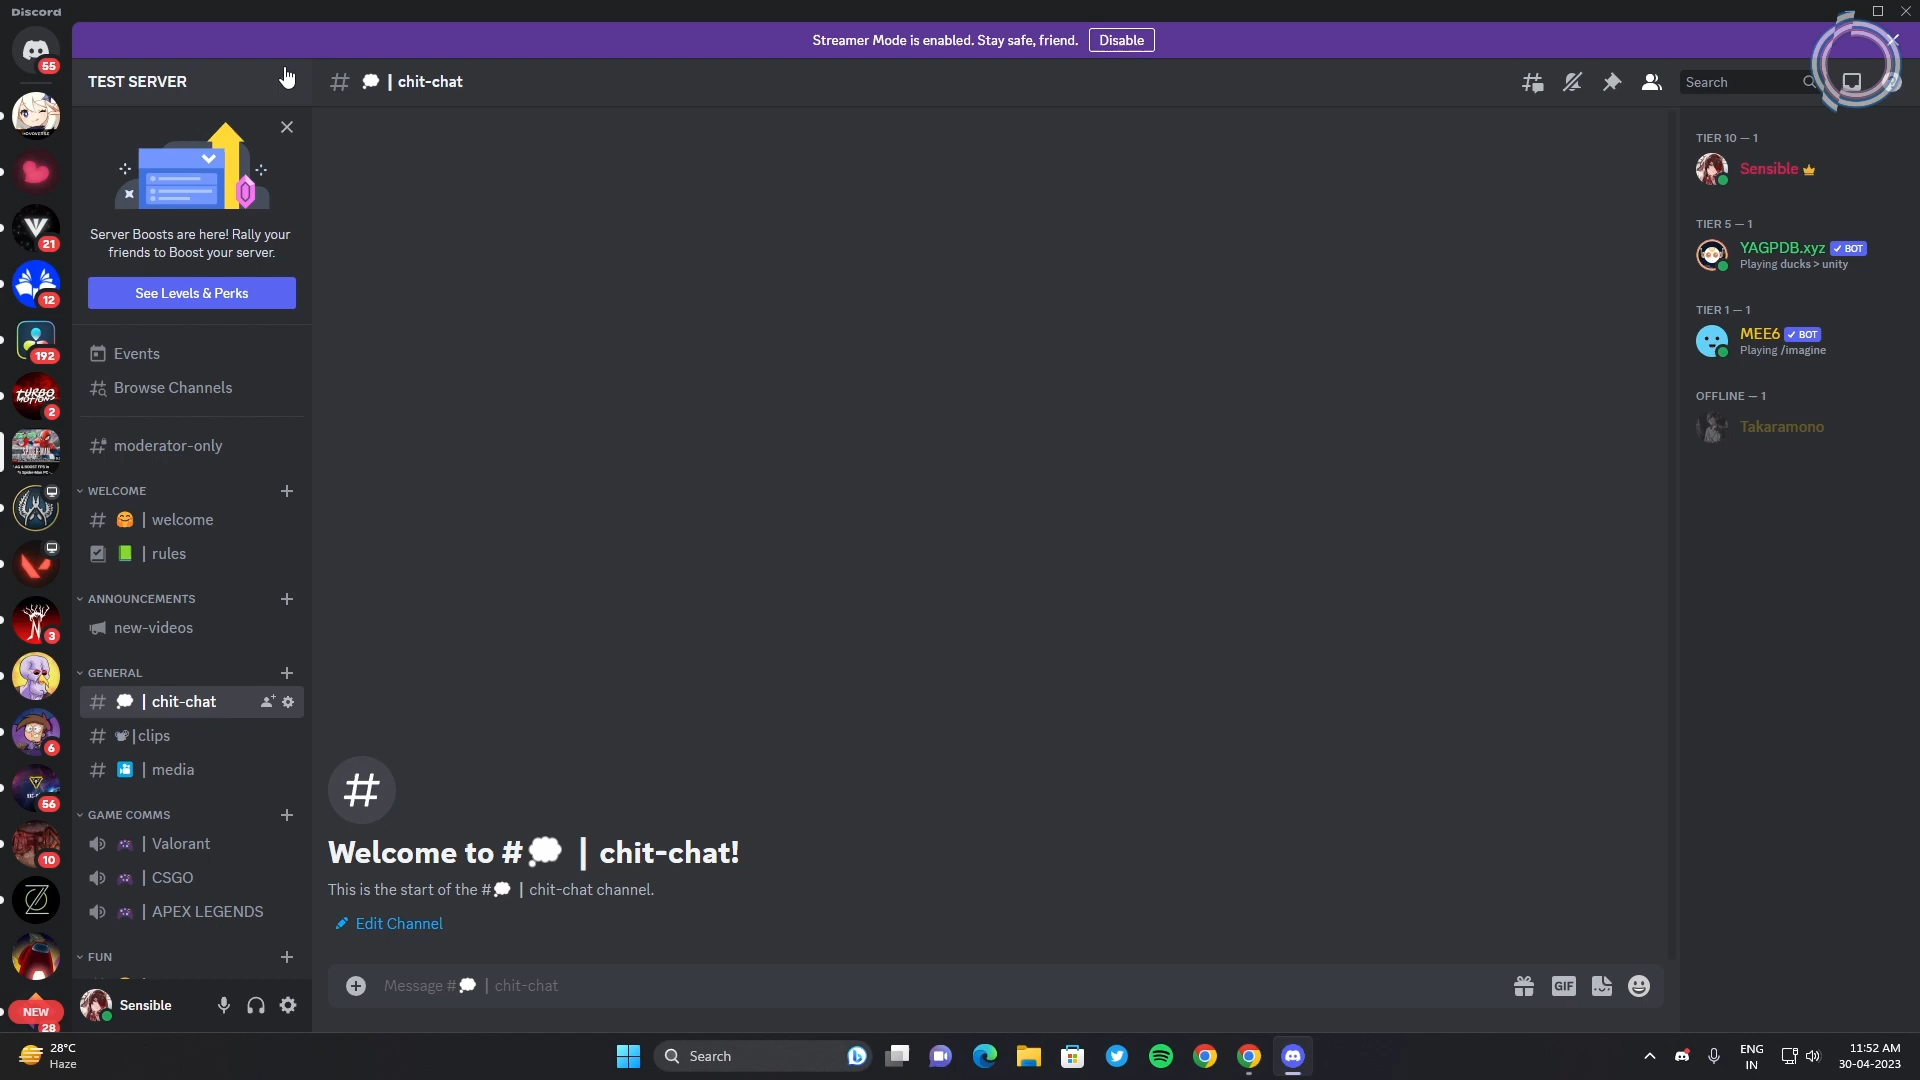 Discord
Streamer Mode is enabled. Stay safe, friend.
Disable
55
TEST SERVER
# 💭 | chit-chat
Search
HOYOVERSE
Server Boosts are here! Rally your
friends to Boost your server.
See Levels & Perks
21
12
192
TURBO
MOTIONS
2
Events
Browse Channels
moderator-only
WELCOME
🤗 | welcome
📗 | rules
ANNOUNCEMENTS
new-videos
3
GENERAL
💭 | chit-chat
📽|clips
🎦 | media
6
56
GAME COMMS
🎮 | Valorant
🎮 | CSGO
🎮 | APEX LEGENDS
10
FUN
NEW
28
Sensible
Welcome to #💭 | chit-chat!
This is the start of the #💭 | chit-chat channel.
Edit Channel
Message #💭 | chit-chat
GIF
TIER 10 — 1
Sensible
TIER 5 — 1
YAGPDB.xyz ✓ BOT
Playing ducks > unity
TIER 1 — 1
MEE6 ✓ BOT
Playing /imagine
OFFLINE — 1
Takaramono
28°C
Haze
Search
ENG
IN
11:52 AM
30-04-2023